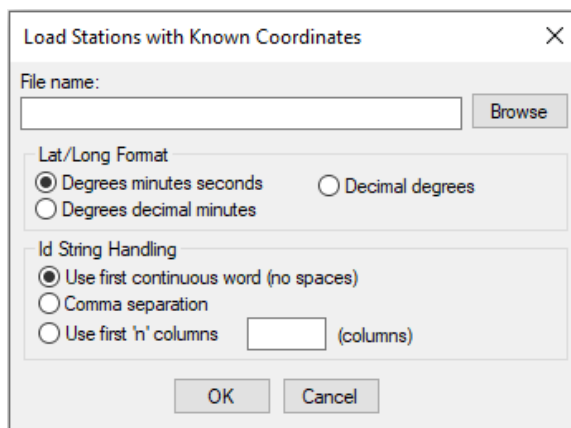 Load Stations with Known Coordinates
File name:
Browse
Lat/Long Format
Degrees minutes seconds
Decimal degrees
Degrees decimal minutes
Id String Handling
Use first continuous word (no spaces)
Comma separation
Use first 'n' columns
(columns)
OK
Cancel